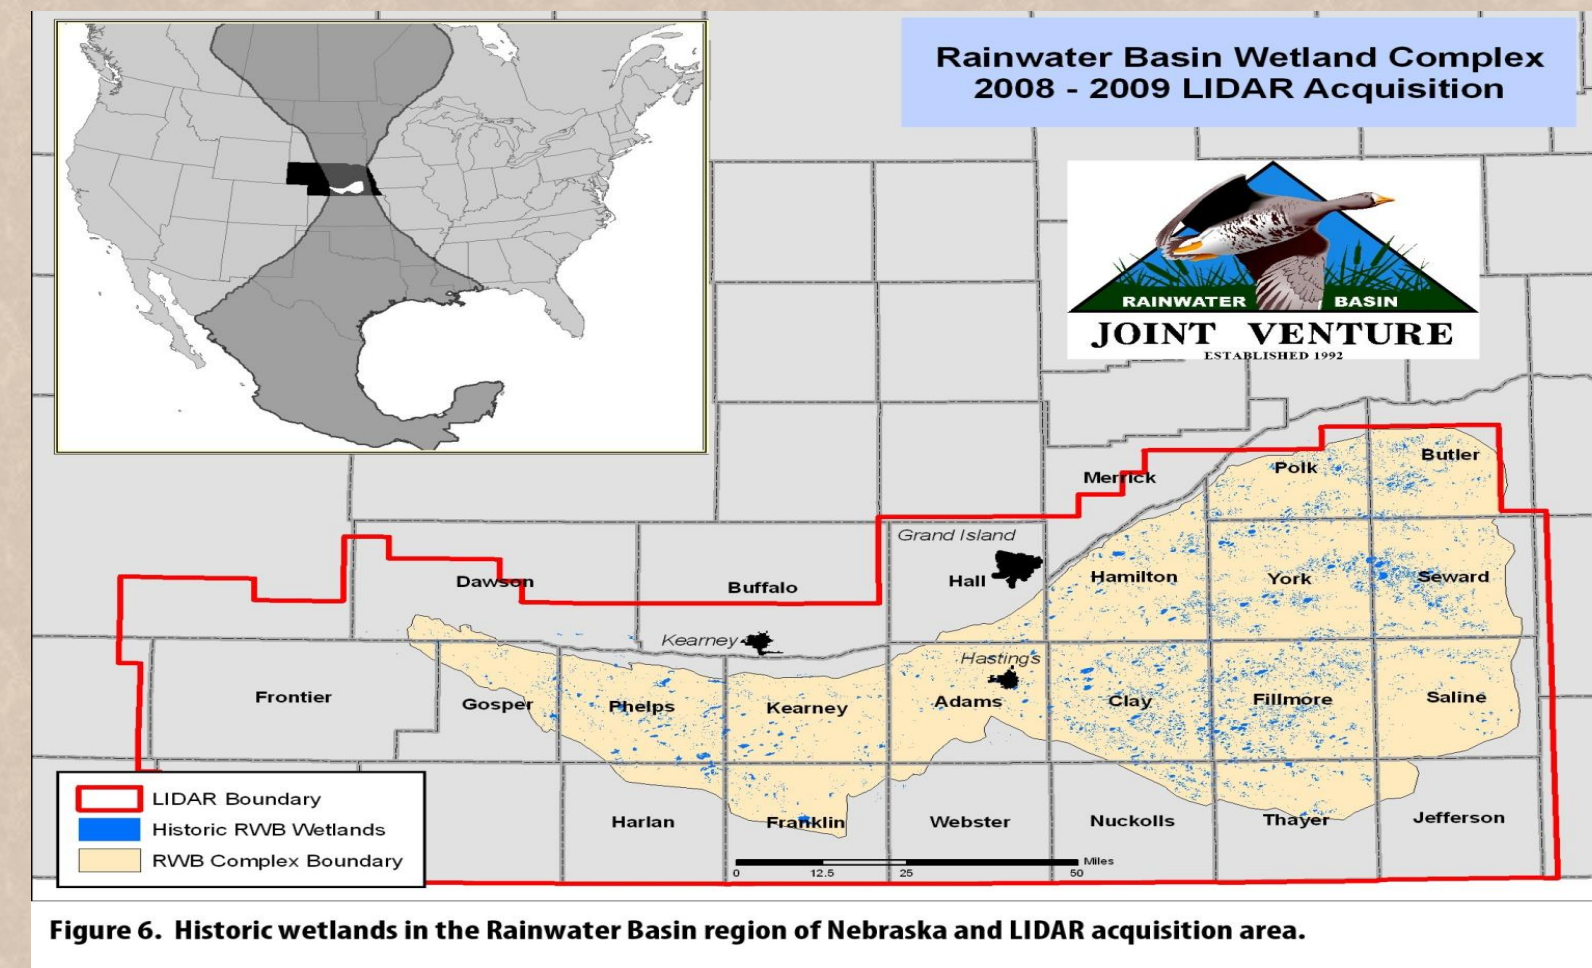 Rainwater Basin Wetland Complex
2008 - 2009 LIDAR Acquisition
RAINWATER BASIN
JOINT VENTURE
ESTABLISHED 1992
Butler
Polk
Merrick
Grand Island
Hall
Hamilton
York
Seward
Dawson
Buffalo
Kearney
Hastings
Frontier
Gosper
Phelps
Kearney
Adams
Clay
Fillmore
Saline
Harlan
Franklin
Webster
Nuckolls
Thayer
Jefferson
LIDAR Boundary
Historic RWB Wetlands
RWB Complex Boundary
Miles
0 12.5 25 50
Figure 6. Historic wetlands in the Rainwater Basin region of Nebraska and LIDAR acquisition area.